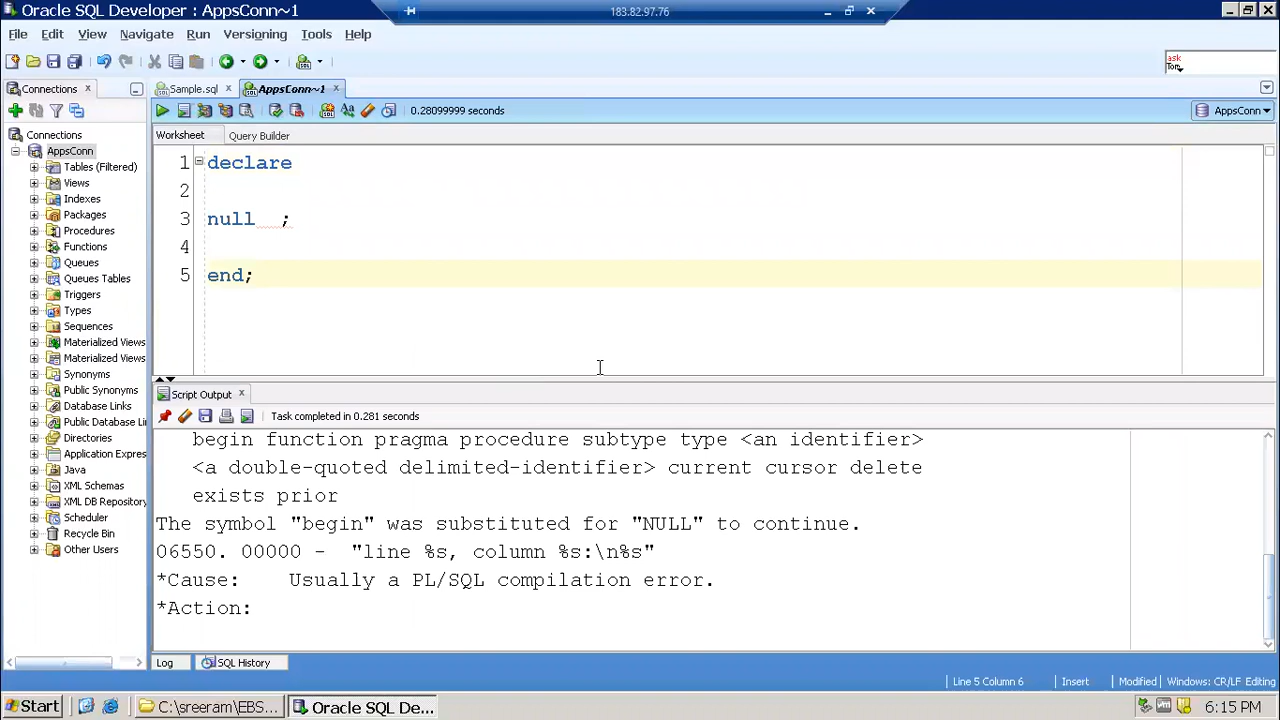 Oracle SQL Developer : AppsConn~1
183.82.97.76
File Edit View Navigate Run Versioning Tools Help
ask
Tom
Connections
Sample.sql
AppsConn~1
0.28099999 seconds
AppsConn
Worksheet Query Builder
Connections
AppsConn
Tables (Filtered)
Views
Indexes
Packages
Procedures
Functions
Queues
Queues Tables
Triggers
Types
Sequences
Materialized Views
Materialized Views
Synonyms
Public Synonyms
Database Links
Public Database Li
Directories
Application Expres
Java
XML Schemas
XML DB Repository
Scheduler
Recycle Bin
Other Users
1 declare
2
3 null ;
4
5 end;
Script Output
Task completed in 0.281 seconds
begin function pragma procedure subtype type <an identifier>
<a double-quoted delimited-identifier> current cursor delete
exists prior
The symbol "begin" was substituted for "NULL" to continue.
06550. 00000 - "line %s, column %s:\n%s"
*Cause: Usually a PL/SQL compilation error.
*Action:
Log SQL History
Line 5 Column 6 Insert Modified Windows: CR/LF Editing
Start C:\sreeram\EBS... Oracle SQL De... 6:15 PM